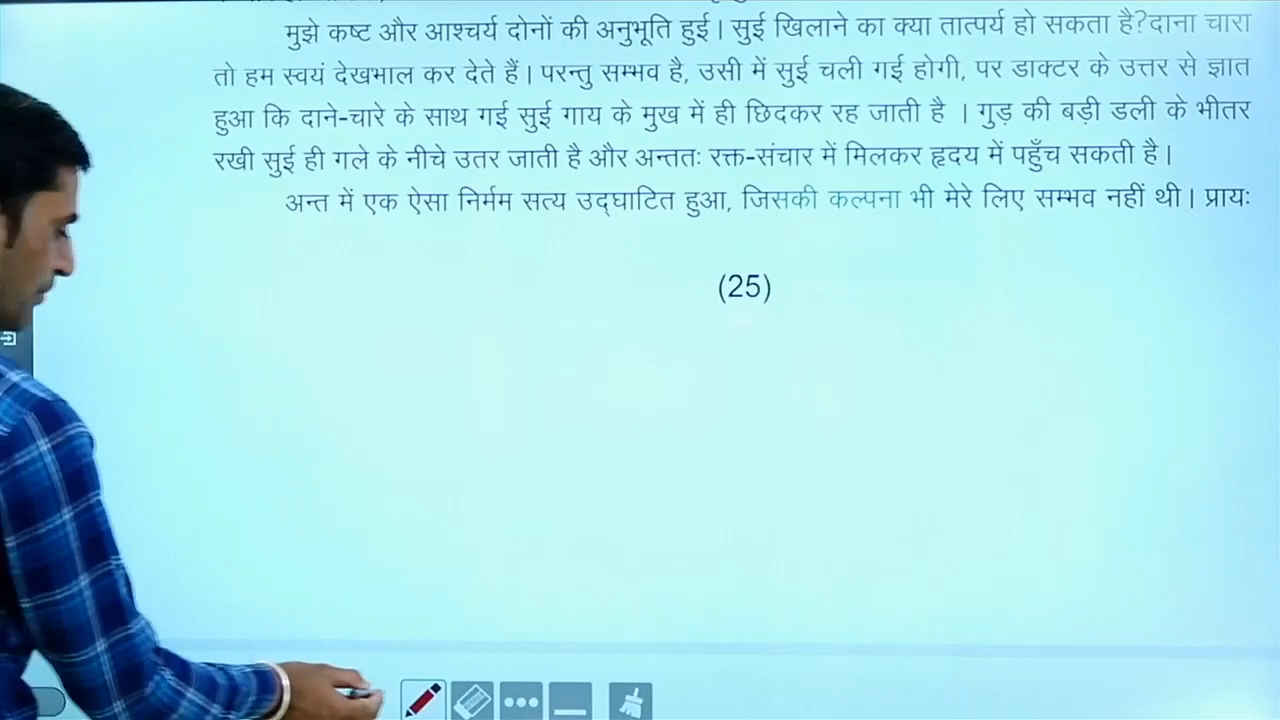 मुझे कष्ट और आश्चर्य दोनों की अनुभूति हुई। सुई खिलाने का क्या तात्पर्य हो सकता है?दाना चारा
तो हम स्वयं देखभाल कर देते हैं। परन्तु सम्भव है, उसी में सुई चली गई होगी, पर डाक्टर के उत्तर से ज्ञात
हुआ कि दाने-चारे के साथ गई सुई गाय के मुख में ही छिदकर रह जाती है । गुड़ की बड़ी डली के भीतर
रखी सुई ही गले के नीचे उतर जाती है और अन्ततः रक्त-संचार में मिलकर हृदय में पहुँच सकती है।
अन्त में एक ऐसा निर्मम सत्य उद्घाटित हुआ, जिसकी कल्पना भी मेरे लिए सम्भव नहीं थी। प्रायः
(25)